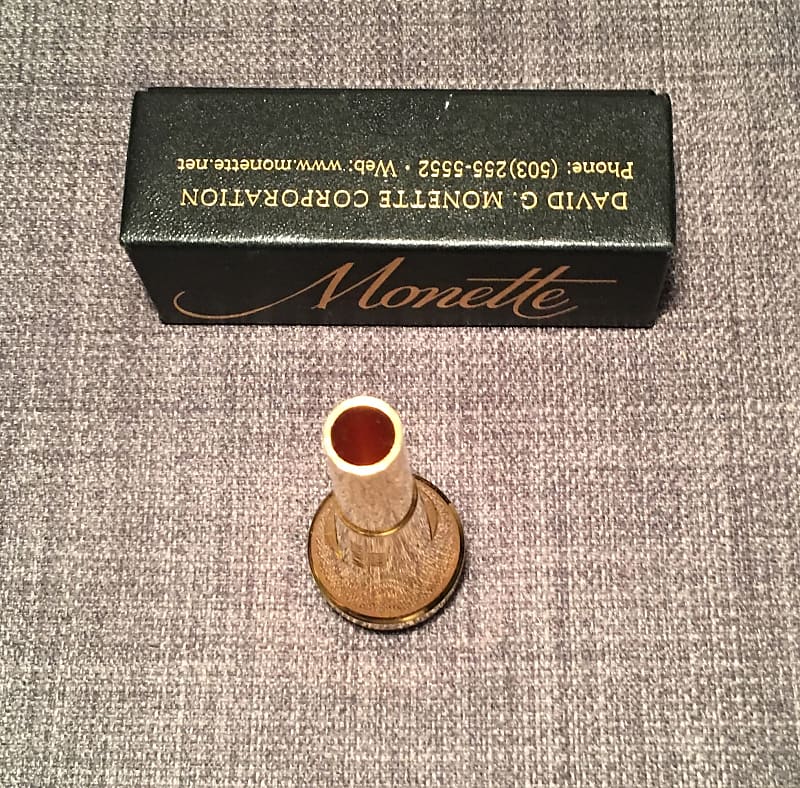 DAVID G. MONETTE CORPORATION
Phone: (503)255-5552 • Web: www.monette.net
Monette